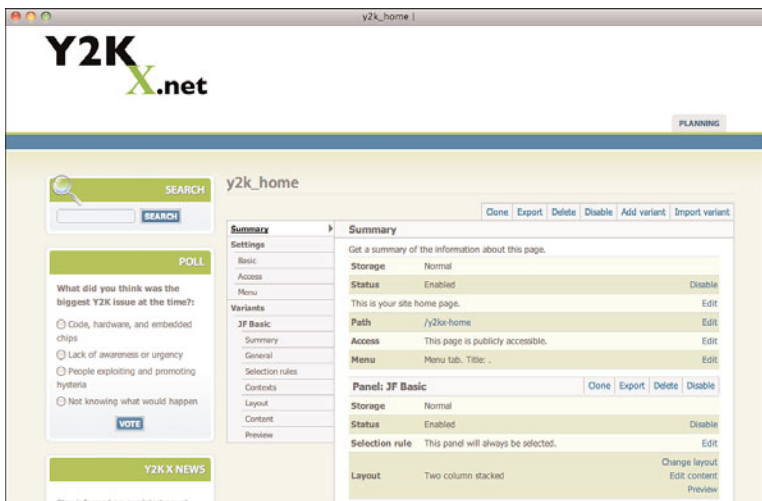 y2k_home |
Y2K
X.net
PLANNING
SEARCH
SEARCH
POLL
What did you think was the
biggest Y2K issue at the time?:
Code, hardware, and embedded
chips
Lack of awareness or urgency
People exploiting and promoting
hysteria
Not knowing what would happen
VOTE
Y2K X NEWS
y2k_home
Clone Export Delete Disable Add variant Import variant
Summary
Settings
Basic
Access
Menu
Variants
JF Basic
Summary
General
Selection rules
Contexts
Layout
Content
Preview
Summary
Get a summary of the information about this page.
Storage Normal
Status Enabled Disable
This is your site home page. Edit
Path /y2kx-home Edit
Access This page is publicly accessible. Edit
Menu Menu tab. Title: . Edit
Panel: JF Basic Clone Export Delete Disable
Storage Normal
Status Enabled Disable
Selection rule This panel will always be selected. Edit
Change layout
Layout Two column stacked Edit content
Preview